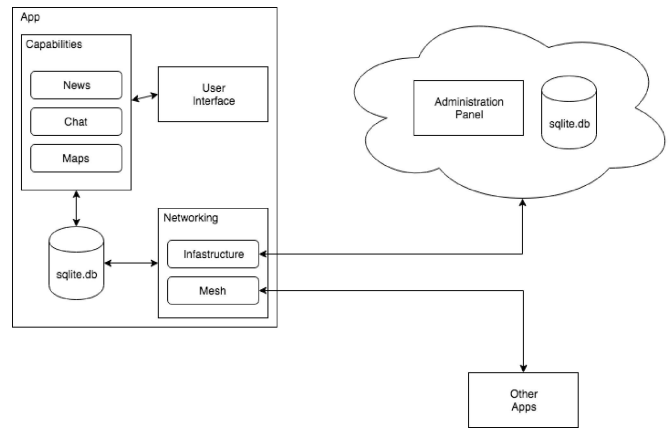 App
Capabilities
News
Chat
Maps
User
Interface
sqlite.db
Networking
Infastructure
Mesh
Administration
Panel
sqlite.db
Other
Apps